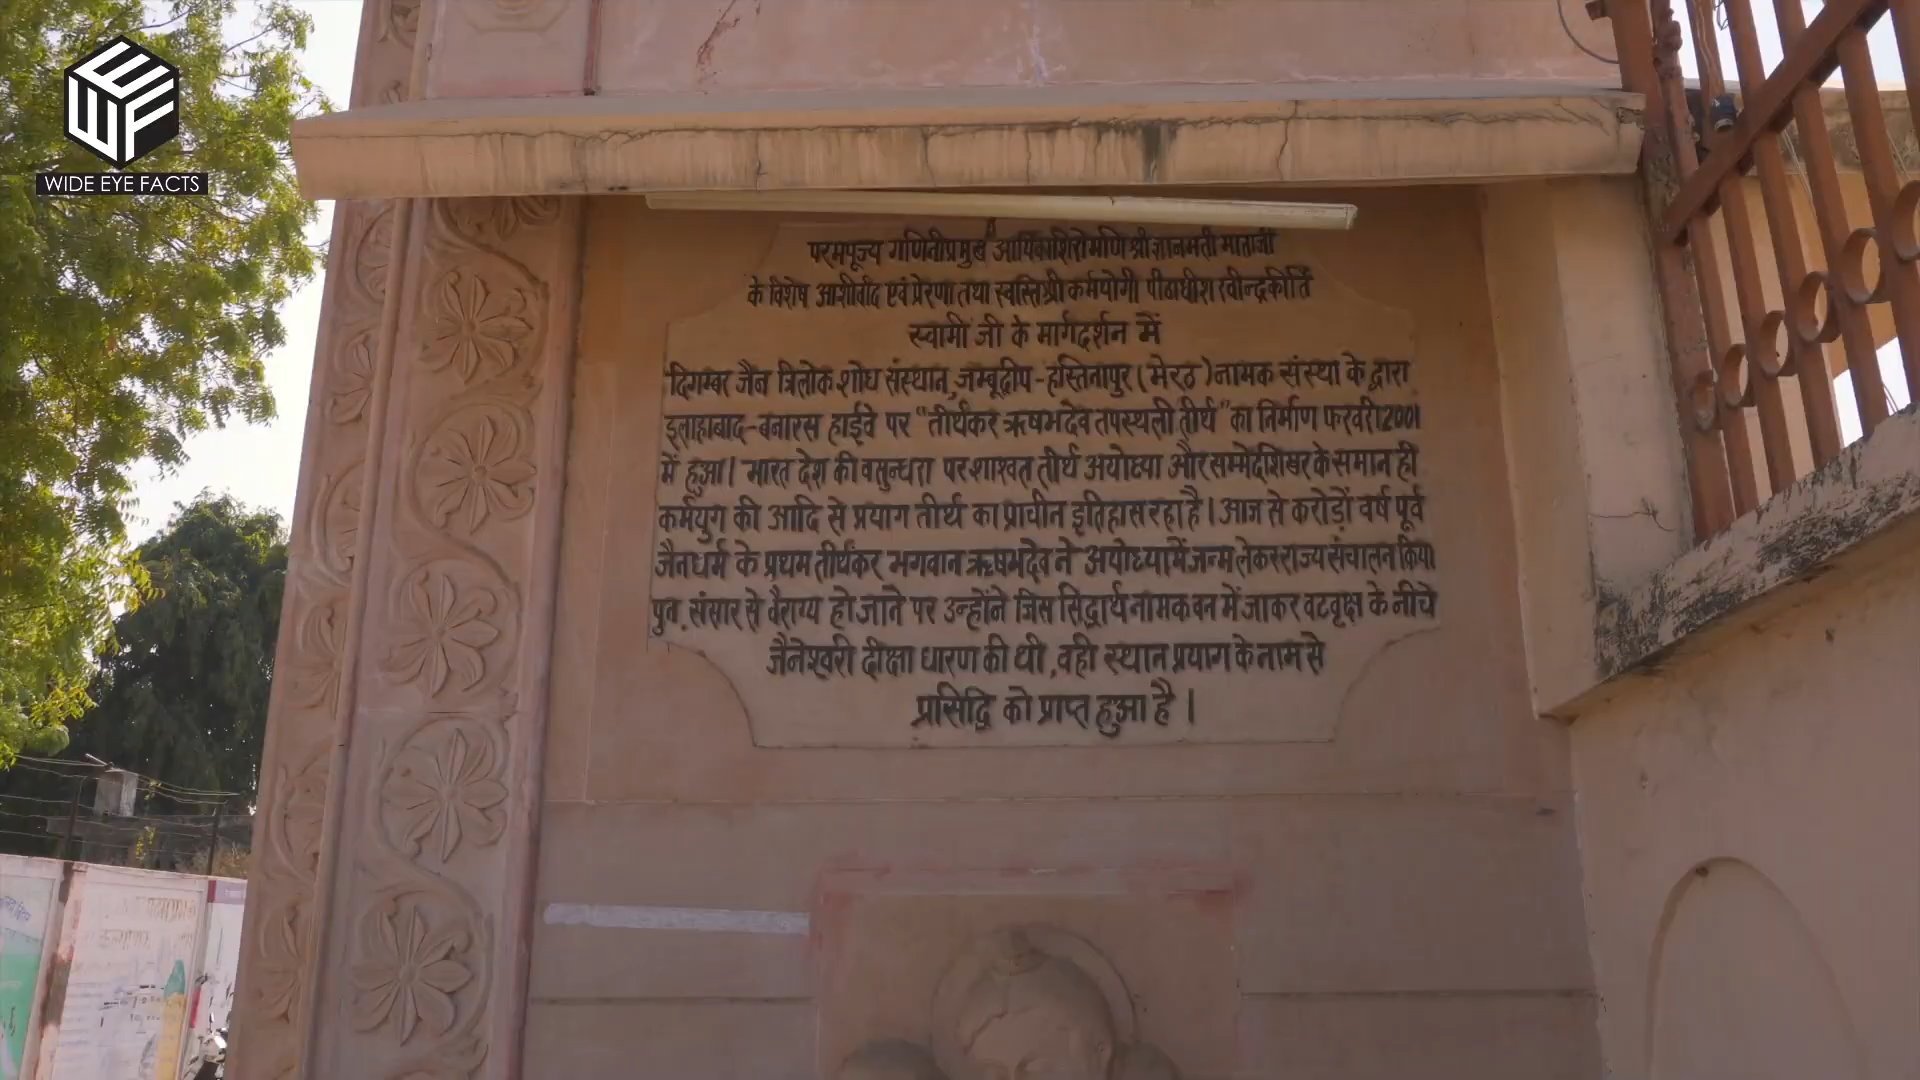 WIDE EYE FACTS
परमपूज्य गणिनीप्रमुख आर्यिकाशिरोमणि श्री ज्ञानमती माताजी
के विशेष आशीर्वाद एवं प्रेरणा तथा स्वस्तिश्री कर्मयोगी पीठाधीश रवीन्द्रकीर्ति
स्वामी जी के मार्गदर्शन में
दिगम्बर जैन त्रिलोक शोध संस्थान, जम्बूद्वीप-हस्तिनापुर (मेरठ) नामक संस्था के द्वारा
इलाहाबाद-बनारस हाईवे पर "तीर्थंकर ऋषभदेव तपस्थली तीर्थ" का निर्माण फरवरी 2001
में हुआ। भारत देश की वसुन्धरा पर शाश्वत तीर्थ अयोध्या और सम्मेदशिखर के समान ही
कर्मयुग की आदि से प्रयाग तीर्थ का प्राचीन इतिहास रहा है। आज से करोड़ों वर्ष पूर्व
जैनधर्म के प्रथम तीर्थंकर भगवान ऋषभदेव ने अयोध्या में जन्म लेकर राज्य संचालन किया
पुन. संसार से वैराग्य हो जाने पर उन्होंने जिस सिद्धार्थ नामक वन में जाकर वटवृक्ष के नीचे
जैनेश्वरी दीक्षा धारण की थी, वही स्थान प्रयाग के नाम से
प्रसिद्धि को प्राप्त हुआ है।